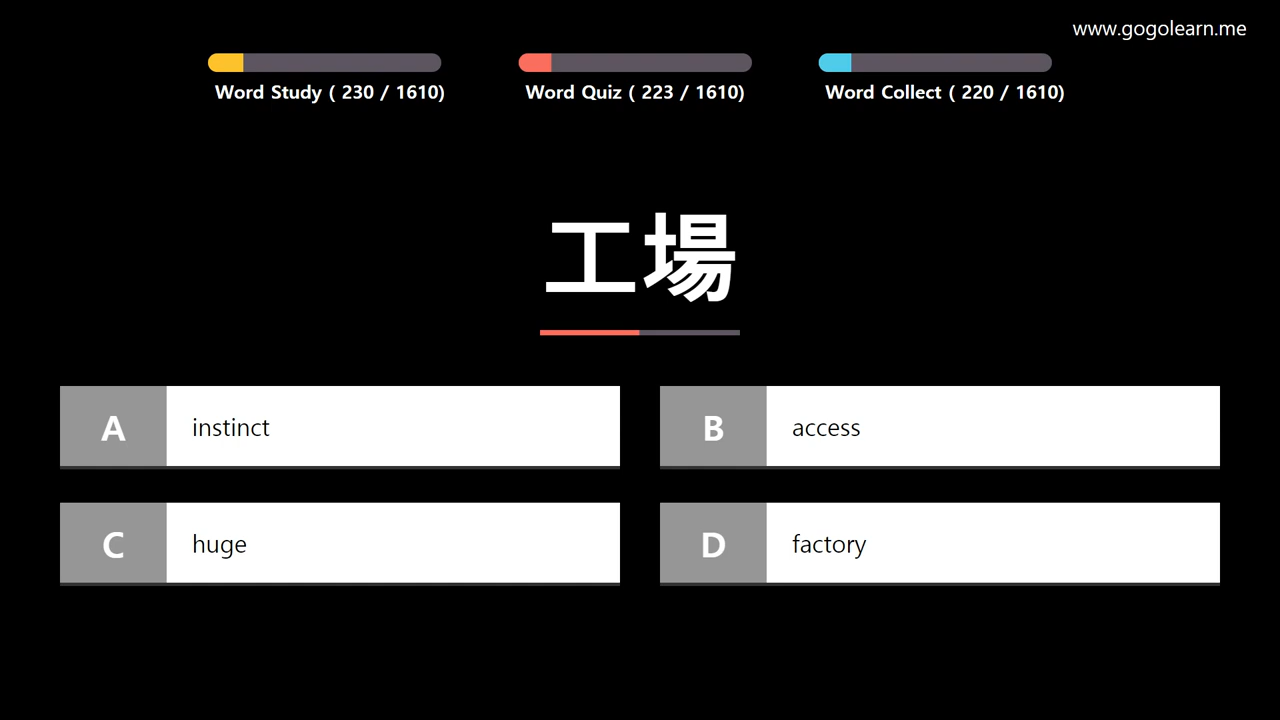 www.gogolearn.me
Word Study ( 230 / 1610)
Word Quiz ( 223 / 1610)
Word Collect ( 220 / 1610)
工場
A instinct
B access
C huge
D factory